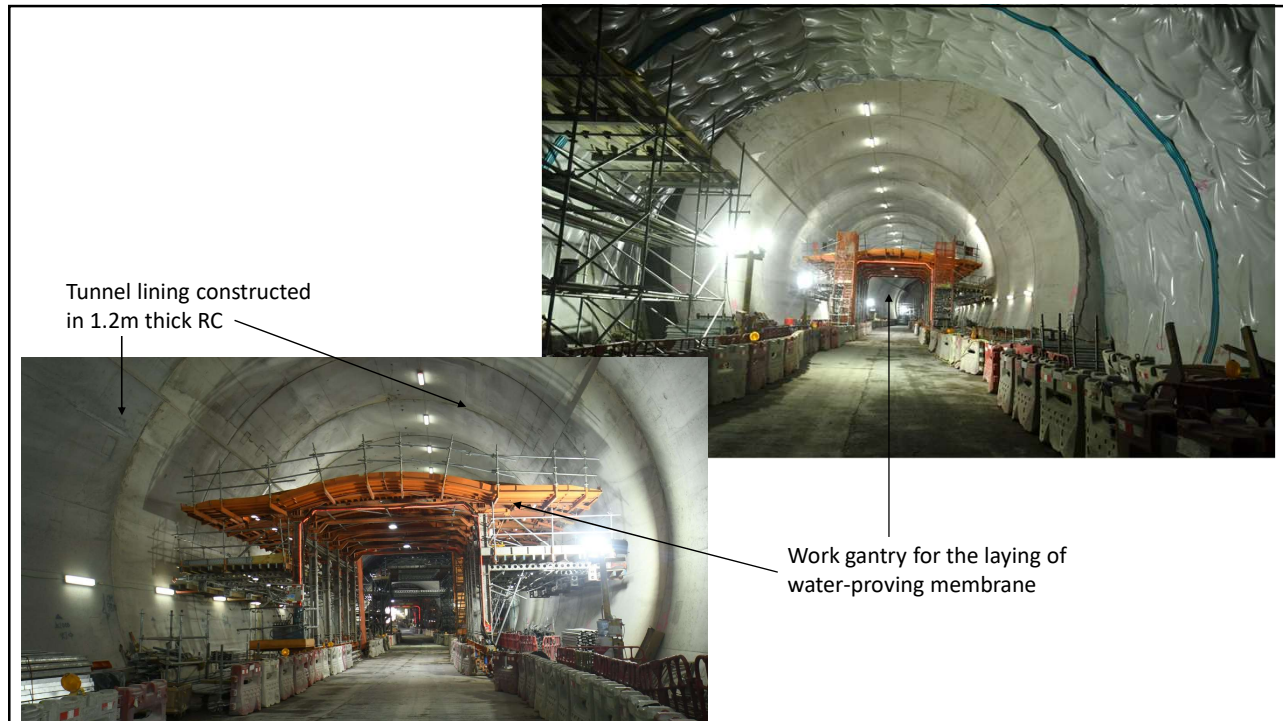 Tunnel lining constructed
in 1.2m thick RC
Work gantry for the laying of
water-proving membrane